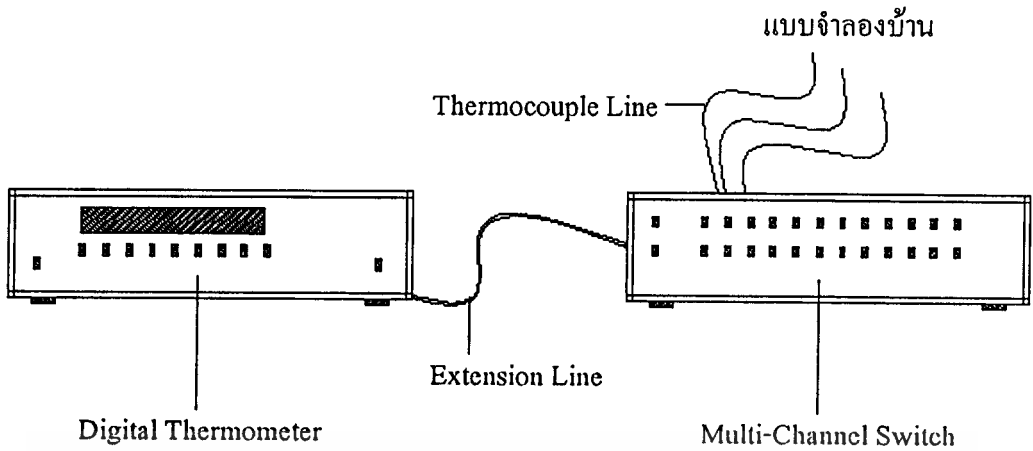 แบบจำลองบ้าน
Thermocouple Line
Extension Line
Digital Thermometer
Multi-Channel Switch